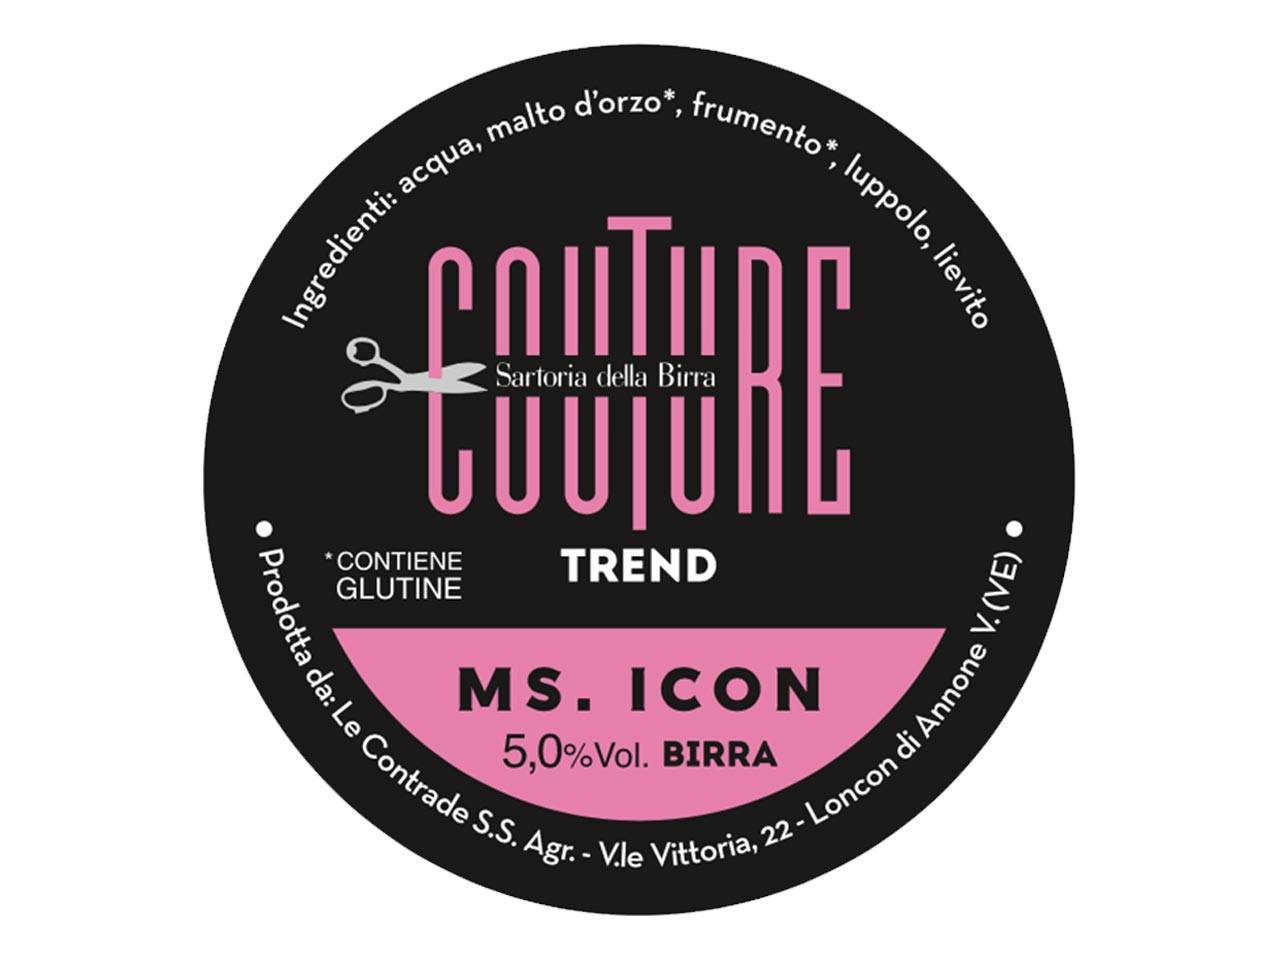 Ingredienti: acqua, malto d'orzo*, frumento*, luppolo, lievito
COUTURE
Sartoria della Birra
TREND
* CONTIENE
GLUTINE
MS. ICON
5,0%Vol. BIRRA
• Prodotta da: Le Contrade S.S. Agr. - V.le Vittoria, 22 - Loncon di Annone V.(VE) •